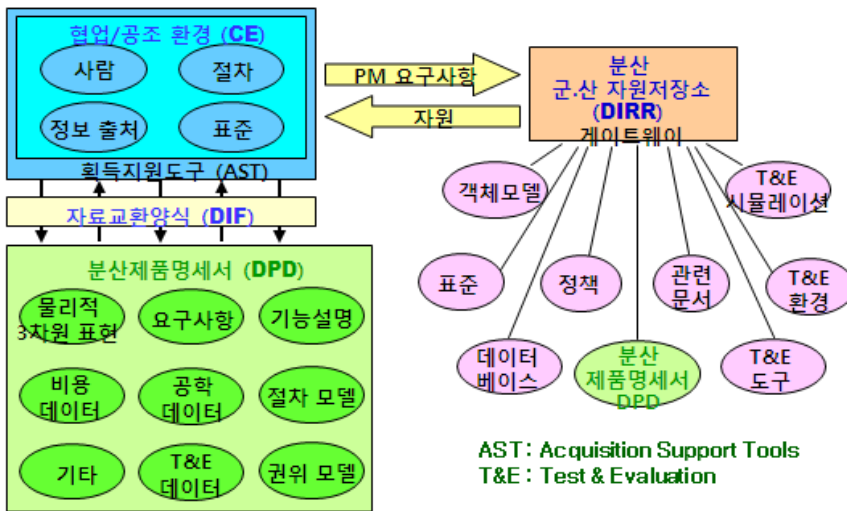 협업/공조 환경 (CE)
사람
절차
정보 출처
표준
획득지원도구 (AST)
자료교환양식 (DIF)
분산제품명세서 (DPD)
물리적
3차원 표현
요구사항
기능설명
비용
데이터
공학
데이터
절차 모델
기타
T&E
데이터
권위 모델
PM 요구사항
자원
분산
군.산 자원저장소
(DIRR)
게이트웨이
객체모델
T&E
시뮬레이션
표준
정책
관련
문서
T&E
환경
데이터
베이스
분산
제품명세서
DPD
T&E
도구
AST : Acquisition Support Tools
T&E : Test & Evaluation